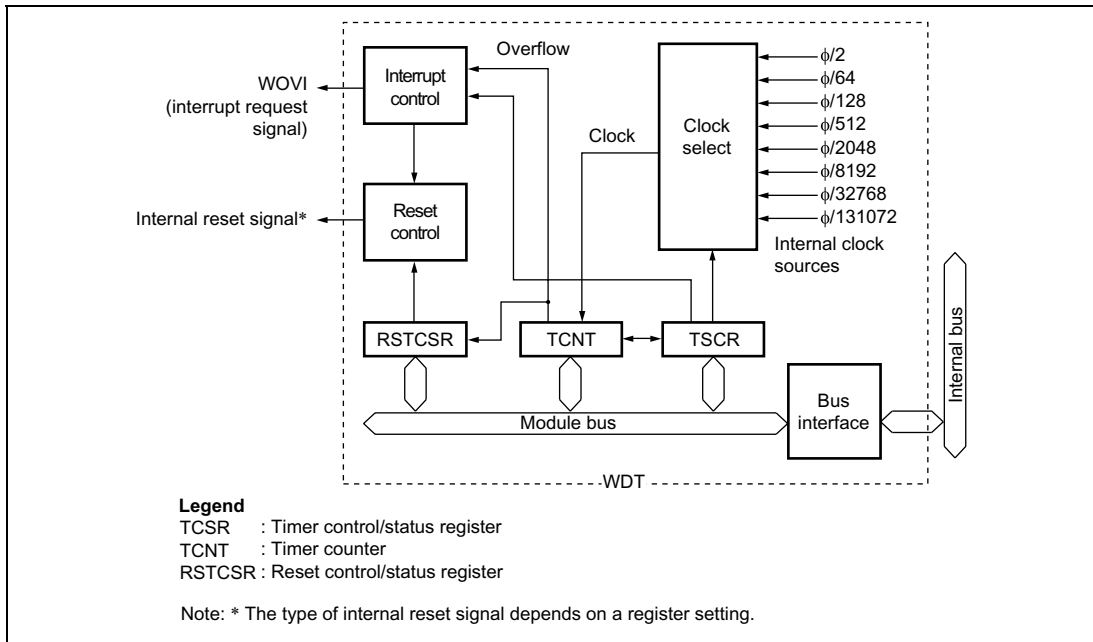 Overflow
Interrupt
control
WOVI
(interrupt request
signal)
Internal reset signal*
Reset
control
Clock
Clock
select
ϕ/2
ϕ/64
ϕ/128
ϕ/512
ϕ/2048
ϕ/8192
ϕ/32768
ϕ/131072
Internal clock
sources
RSTCSR
TCNT
TSCR
Module bus
Bus
interface
Internal bus
WDT
Legend
TCSR : Timer control/status register
TCNT : Timer counter
RSTCSR : Reset control/status register
Note: * The type of internal reset signal depends on a register setting.